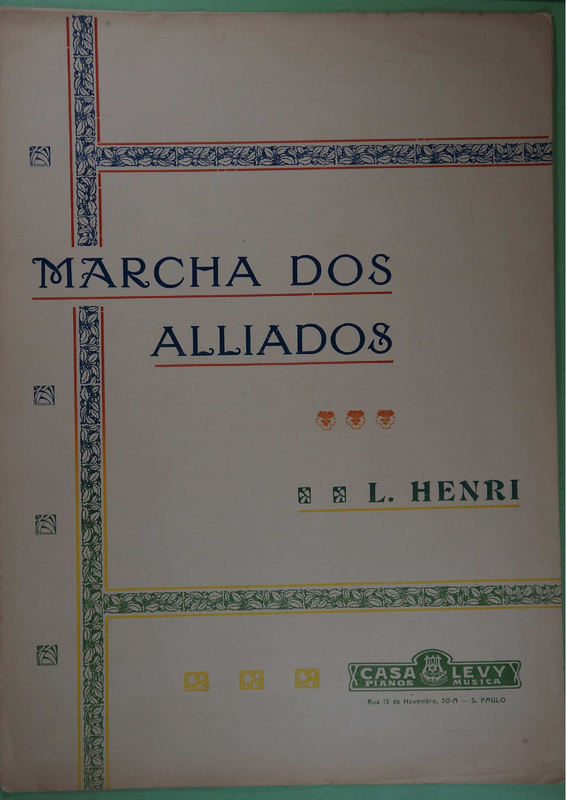 MARCHA DOS
ALLIADOS
L. HENRI
CASA LEVY
PIANOS MUSICA
Rua 15 de Novembro, 50-A — S. PAULO